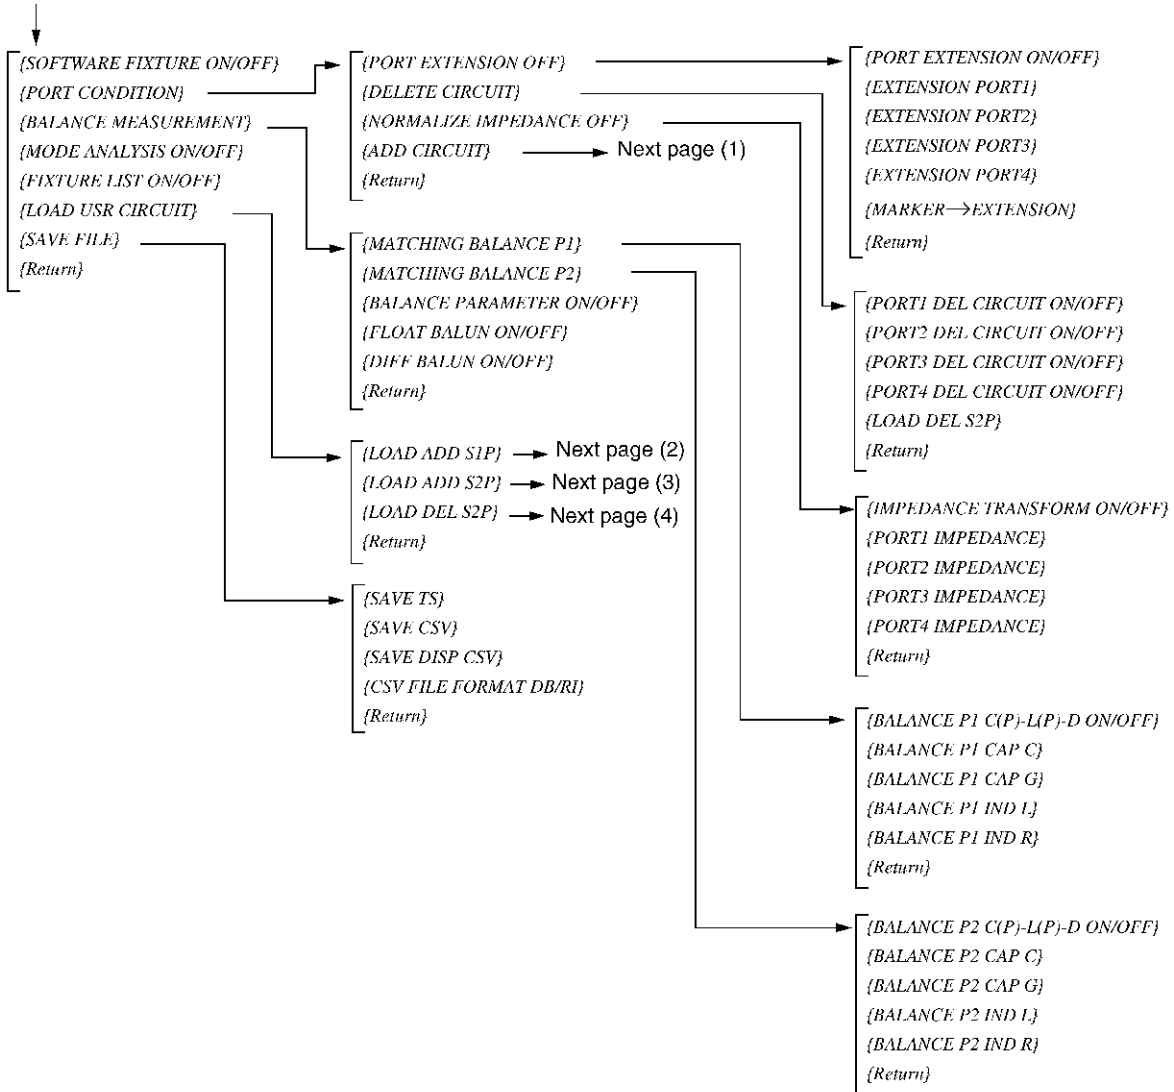 {SOFTWARE FIXTURE ON/OFF}
{PORT CONDITION}
{BALANCE MEASUREMENT}
{MODE ANALYSIS ON/OFF}
{FIXTURE LIST ON/OFF}
{LOAD USR CIRCUIT}
{SAVE FILE}
{Return}
{PORT EXTENSION OFF}
{DELETE CIRCUIT}
{NORMALIZE IMPEDANCE OFF}
{ADD CIRCUIT} Next page (1)
{Return}
{MATCHING BALANCE P1}
{MATCHING BALANCE P2}
{BALANCE PARAMETER ON/OFF}
{FLOAT BALUN ON/OFF}
{DIFF BALUN ON/OFF}
{Return}
{LOAD ADD S1P} Next page (2)
{LOAD ADD S2P} Next page (3)
{LOAD DEL S2P} Next page (4)
{Return}
{SAVE TS}
{SAVE CSV}
{SAVE DISP CSV}
{CSV FILE FORMAT DB/RI}
{Return}
{PORT EXTENSION ON/OFF}
{EXTENSION PORT1}
{EXTENSION PORT2}
{EXTENSION PORT3}
{EXTENSION PORT4}
{MARKER→EXTENSION}
{Return}
{PORT1 DEL CIRCUIT ON/OFF}
{PORT2 DEL CIRCUIT ON/OFF}
{PORT3 DEL CIRCUIT ON/OFF}
{PORT4 DEL CIRCUIT ON/OFF}
{LOAD DEL S2P}
{Return}
{IMPEDANCE TRANSFORM ON/OFF}
{PORT1 IMPEDANCE}
{PORT2 IMPEDANCE}
{PORT3 IMPEDANCE}
{PORT4 IMPEDANCE}
{Return}
{BALANCE P1 C(P)-L(P)-D ON/OFF}
{BALANCE P1 CAP C}
{BALANCE P1 CAP G}
{BALANCE P1 IND L}
{BALANCE P1 IND R}
{Return}
{BALANCE P2 C(P)-L(P)-D ON/OFF}
{BALANCE P2 CAP C}
{BALANCE P2 CAP G}
{BALANCE P2 IND L}
{BALANCE P2 IND R}
{Return}